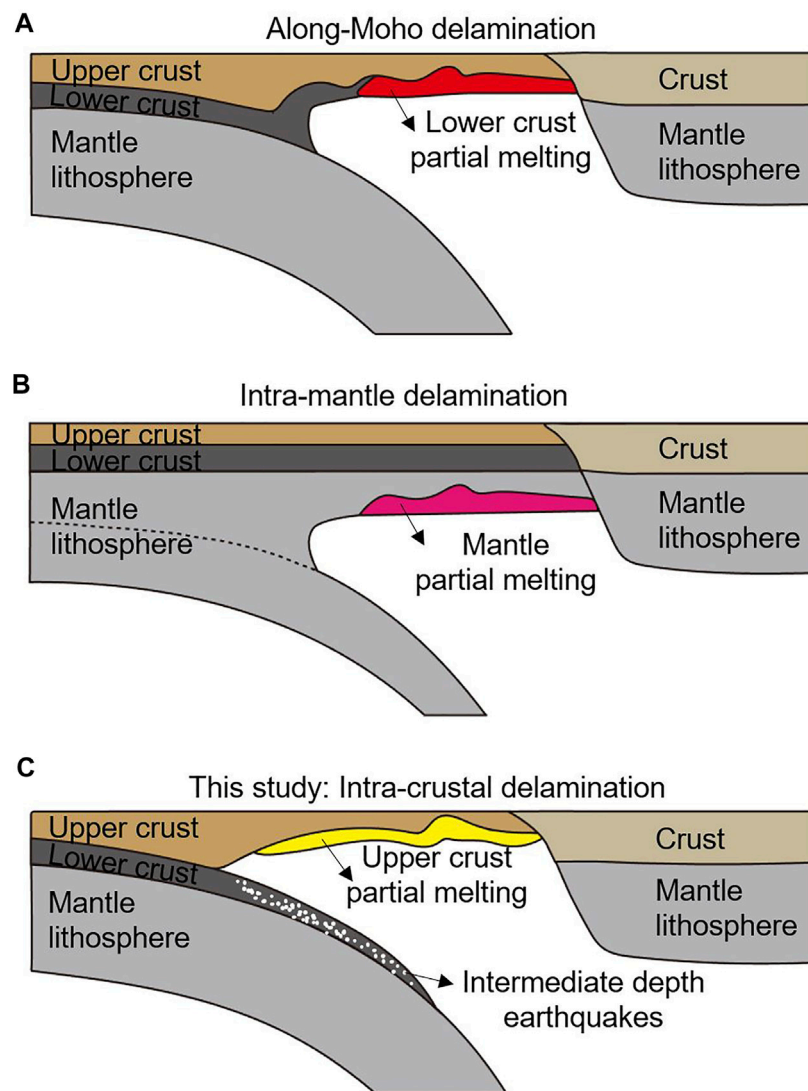 A
Along-Moho delamination
Upper crust
Lower crust
Mantle
lithosphere
Lower crust
partial melting
Crust
Mantle
lithosphere
B
Intra-mantle delamination
Upper crust
Lower crust
Mantle
lithosphere
Mantle
partial melting
Crust
Mantle
lithosphere
C
This study: Intra-crustal delamination
Upper crust
Lower crust
Mantle
lithosphere
Upper crust
partial melting
Crust
Mantle
lithosphere
Intermediate depth
earthquakes